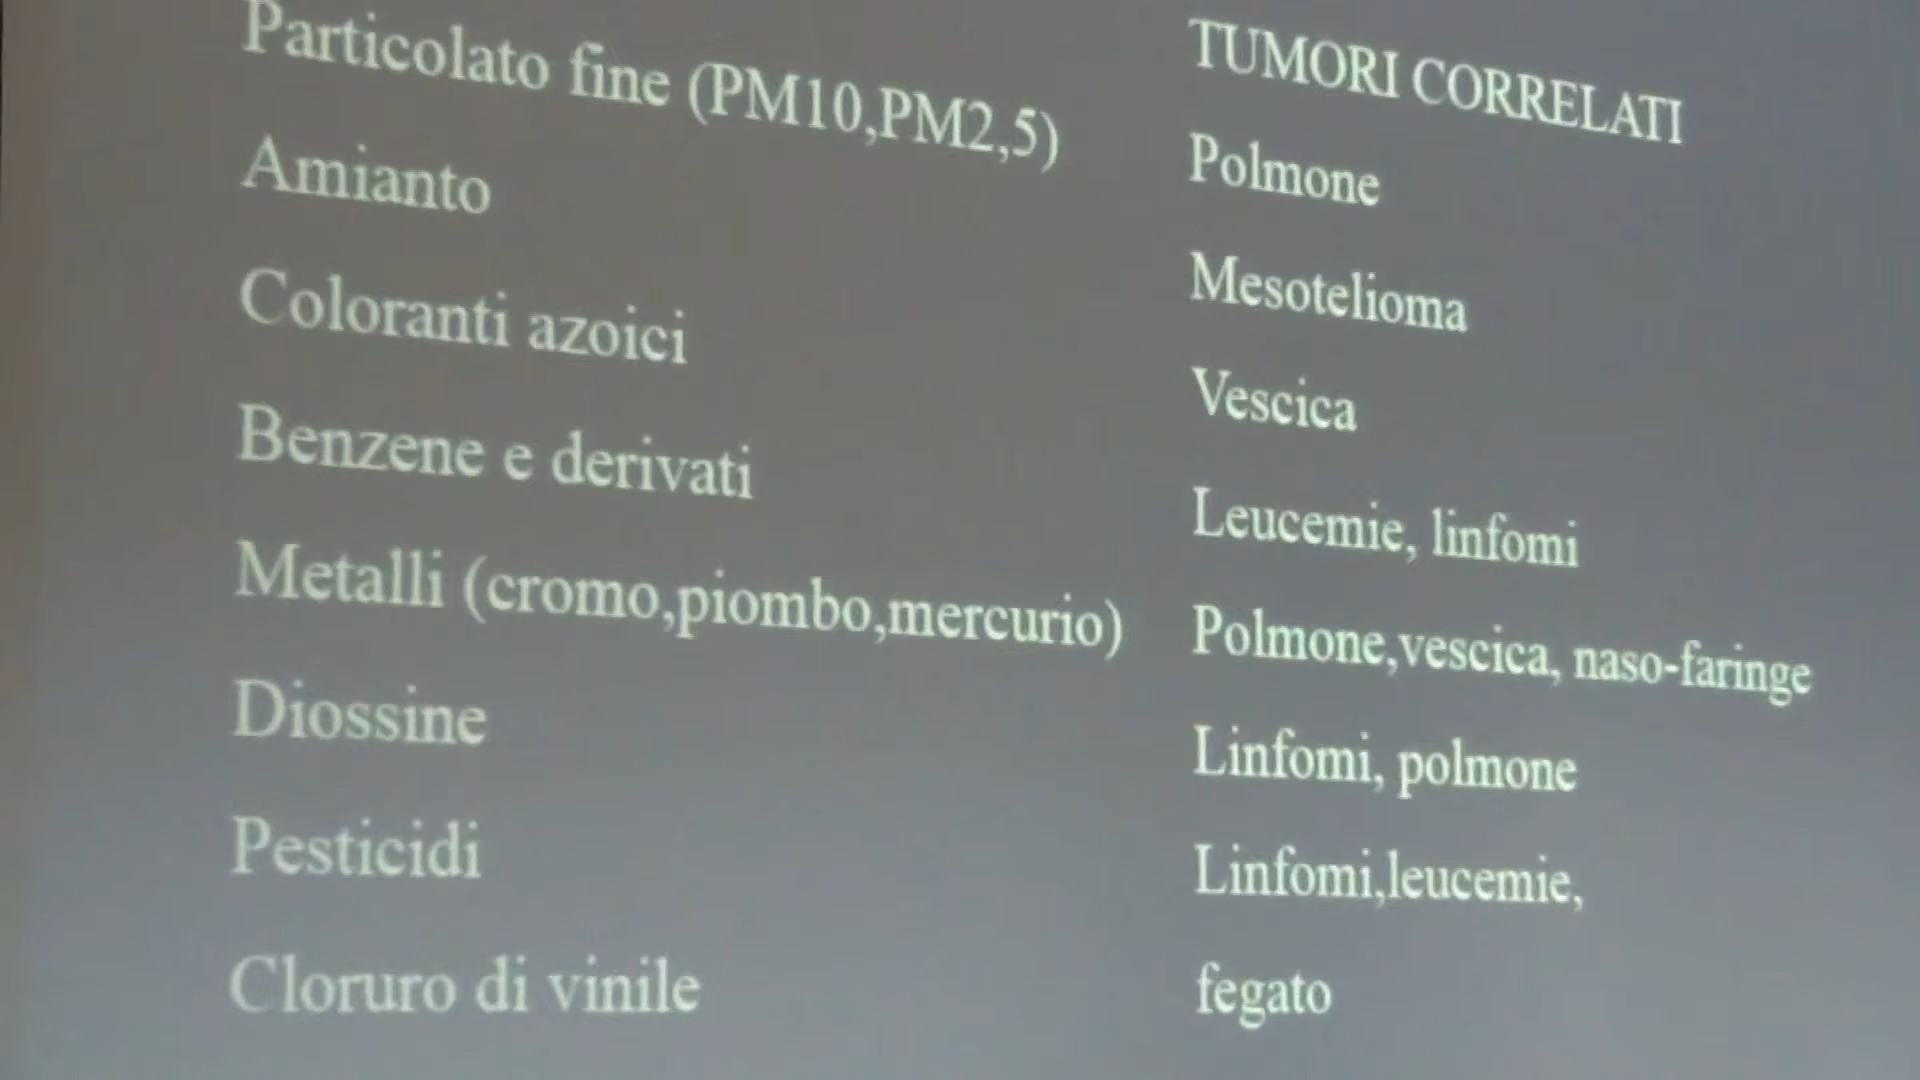 Particolato fine (PM10,PM2,5)
Amianto
Coloranti azoici
Benzene e derivati
Metalli (cromo,piombo,mercurio)
Diossine
Pesticidi
Cloruro di vinile
TUMORI CORRELATI
Polmone
Mesotelioma
Vescica
Leucemie, linfomi
Polmone,vescica, naso-faringe
Linfomi, polmone
Linfomi,leucemie,
fegato